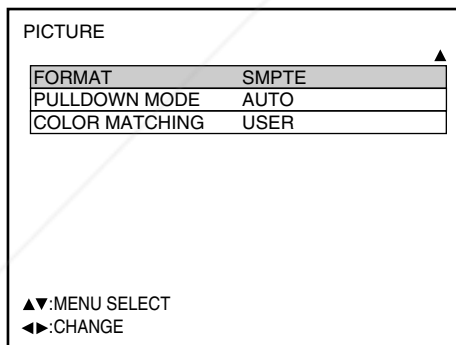 PICTURE
▲
FORMAT SMPTE
PULLDOWN MODE AUTO
COLOR MATCHING USER
▲▼:MENU SELECT
◀▶:CHANGE